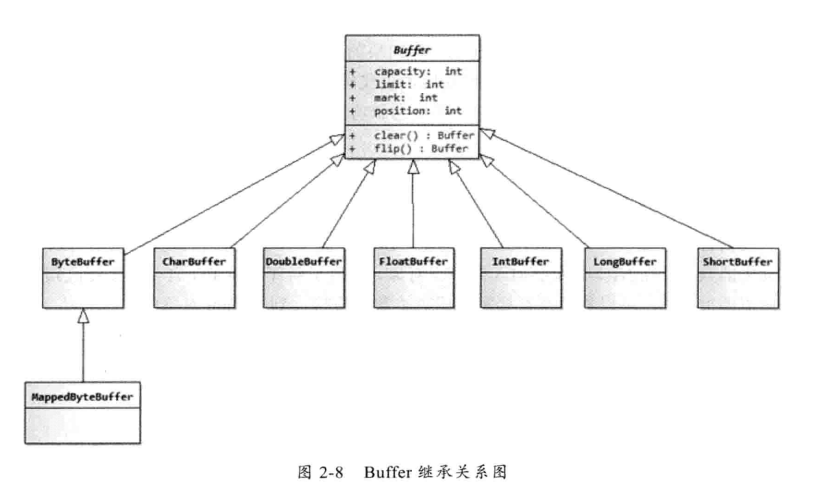 Buffer
+ capacity: int
+ limit: int
+ mark: int
+ position: int
+ clear() : Buffer
+ flip() : Buffer
ByteBuffer
CharBuffer
DoubleBuffer
FloatBuffer
IntBuffer
LongBuffer
ShortBuffer
MappedByteBuffer
图 2-8 Buffer 继承关系图